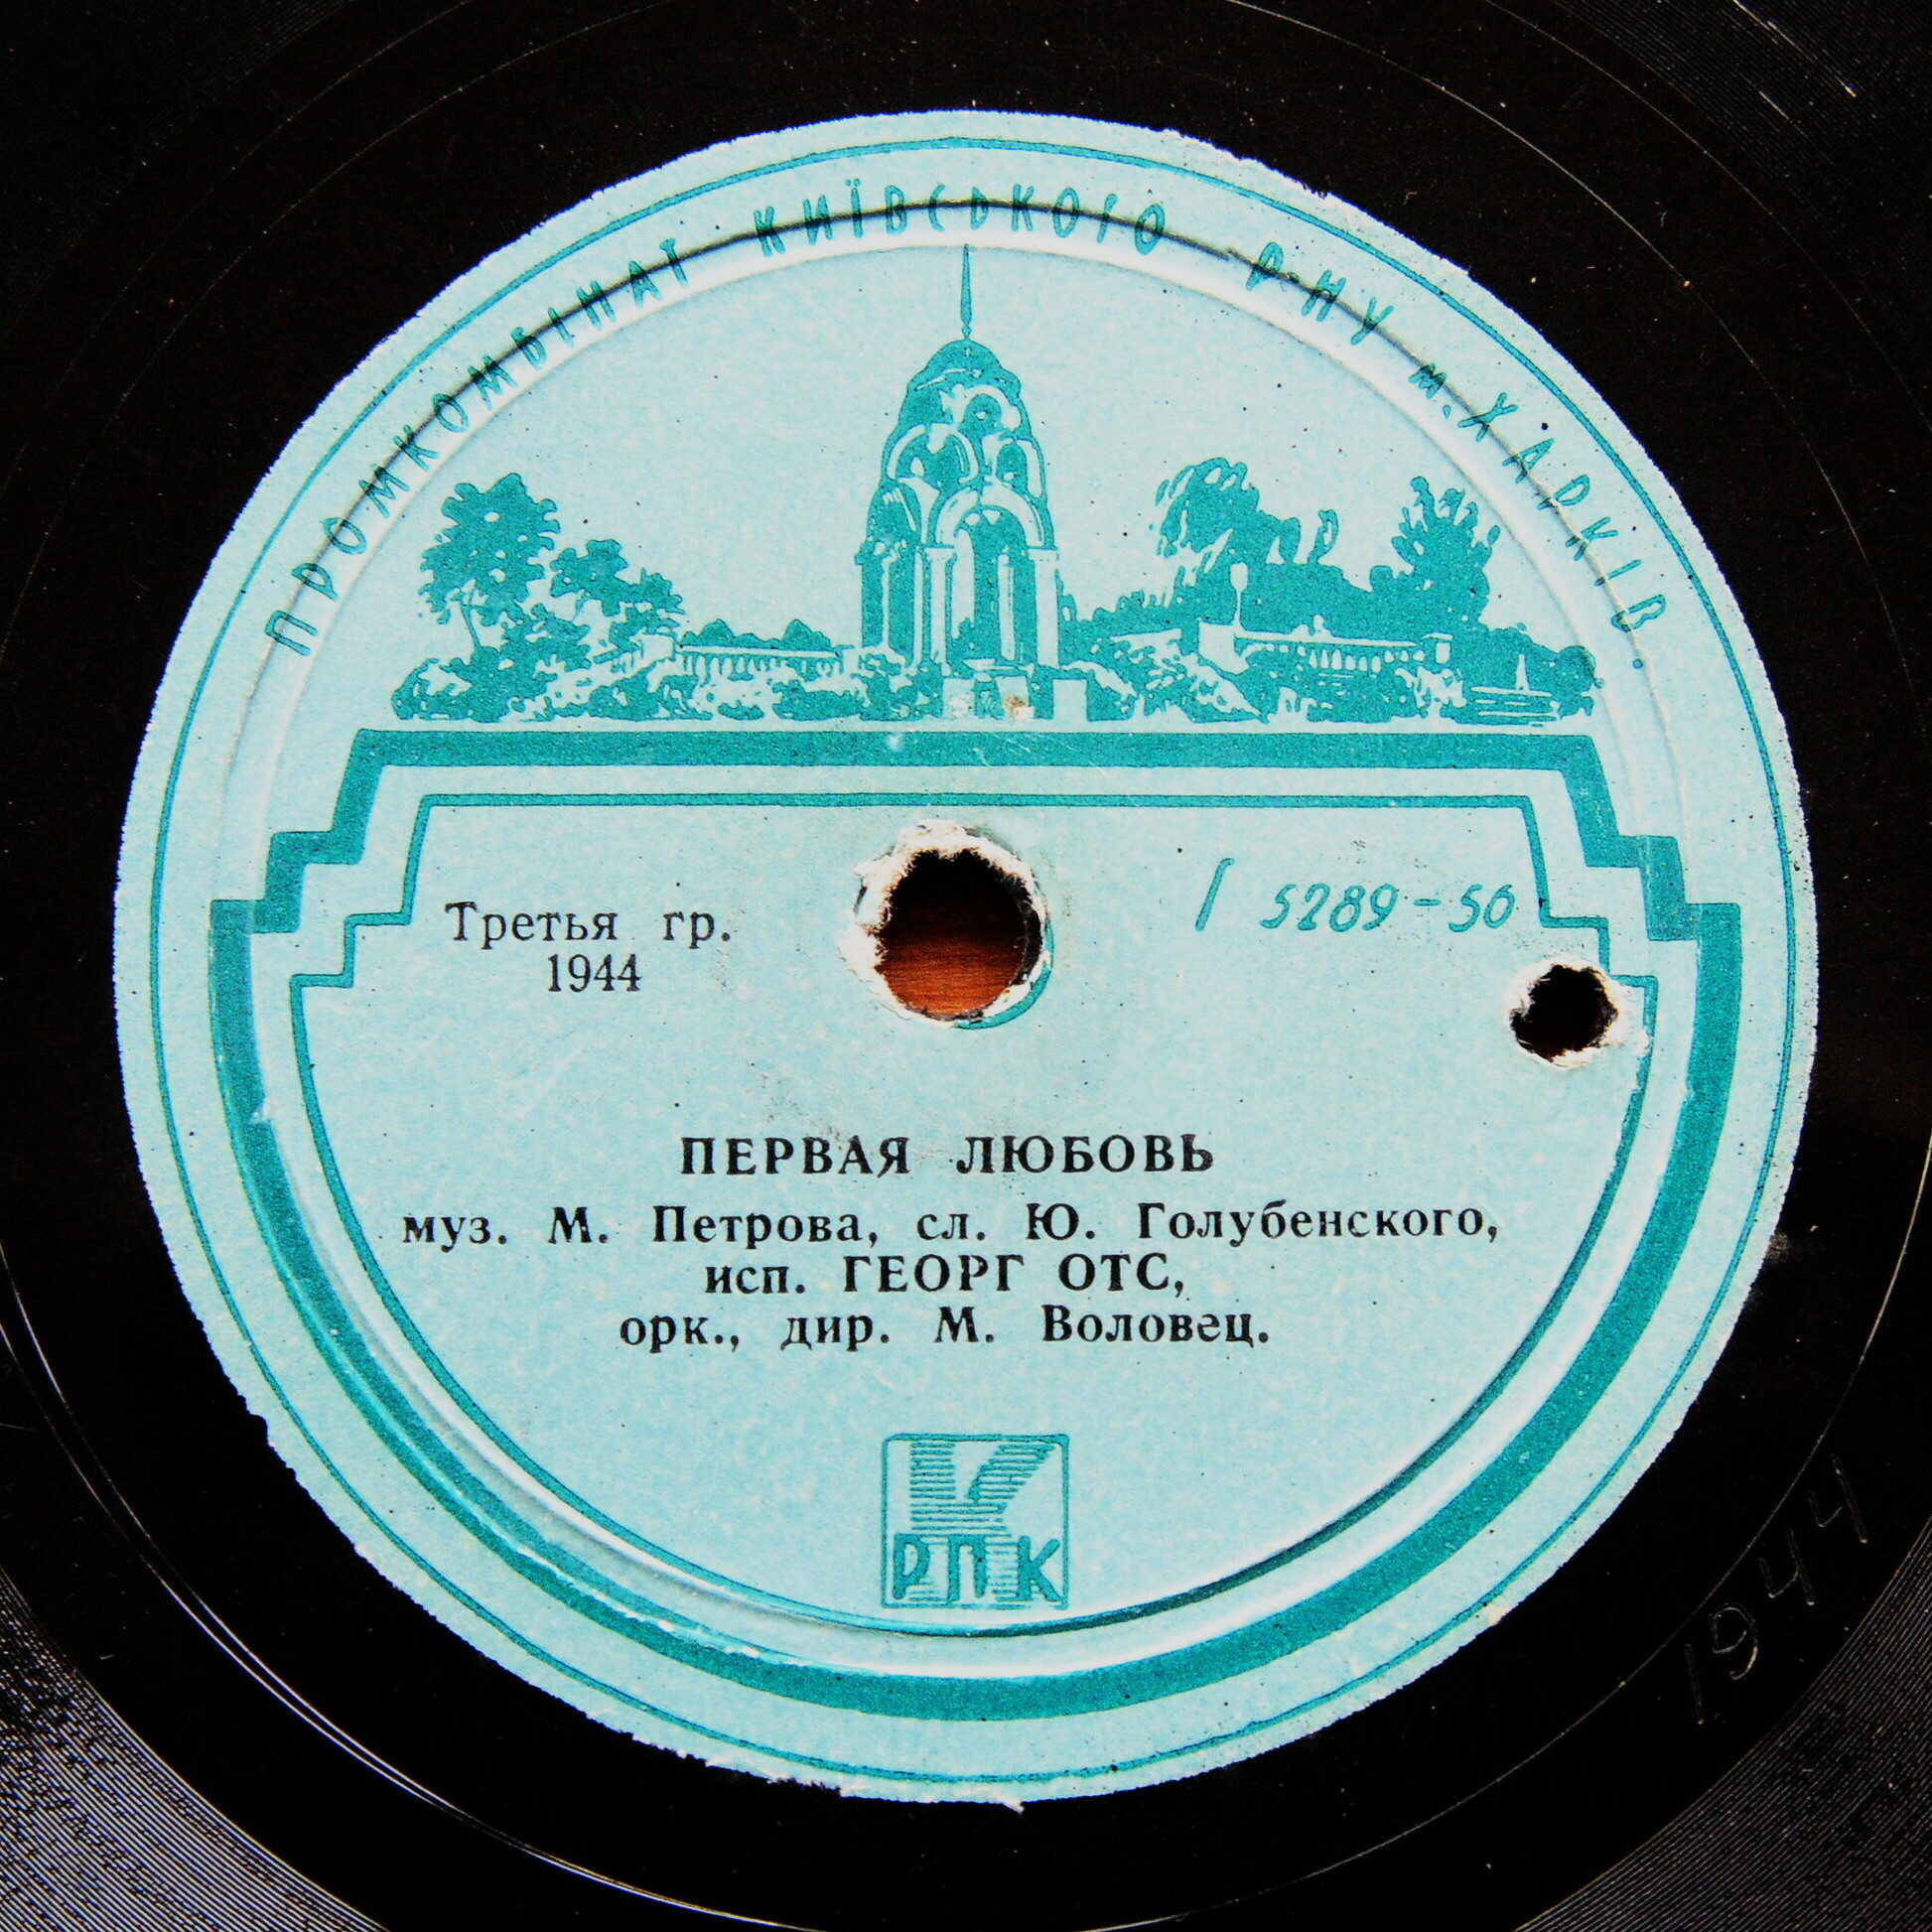 ПРОМКОМБІНАТ КИЇВСЬКОГО Р-НУ м. ХАРКІВ.
Третья гр.
1944
Г 5289-50
ПЕРВАЯ ЛЮБОВЬ
муз. М. Петрова, сл. Ю. Голубенского,
исп. ГЕОРГ ОТС,
орк., дир. М. Воловец.
К
РПК
1944